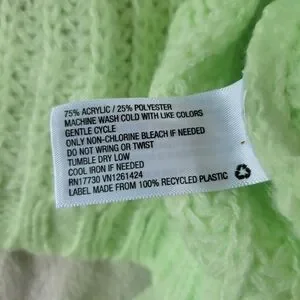 75% ACRYLIC / 25% POLYESTER
MACHINE WASH COLD WITH LIKE COLORS
GENTLE CYCLE
ONLY NON-CHLORINE BLEACH IF NEEDED
DO NOT WRING OR TWIST
TUMBLE DRY LOW
COOL IRON IF NEEDED
RN17730 VN1261424
LABEL MADE FROM 100% RECYCLED PLASTIC